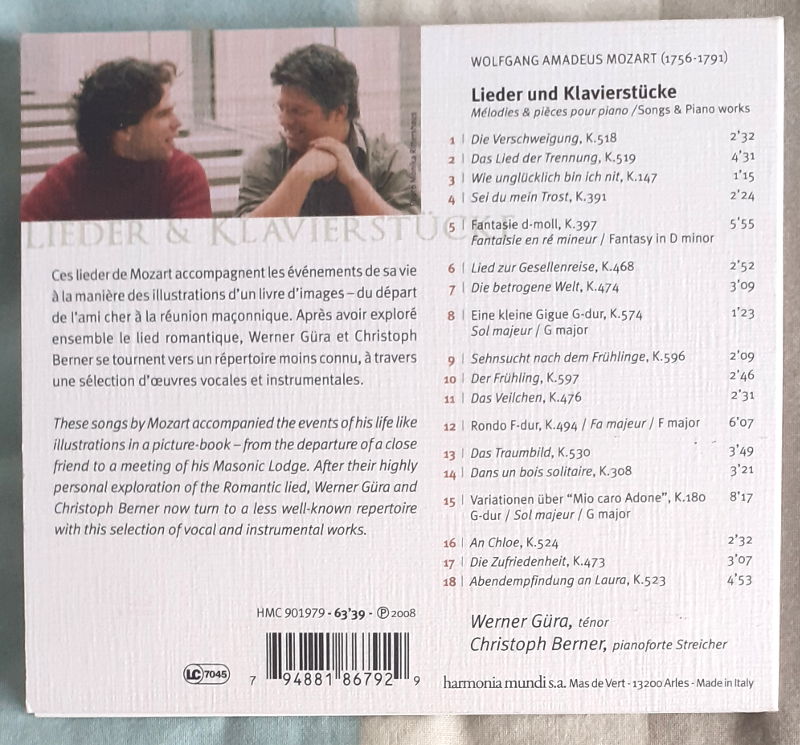 WOLFGANG AMADEUS MOZART (1756-1791)
Lieder und Klavierstücke
Mélodies & pièces pour piano /Songs & Piano works
1 | Die Verschweigung, K.518 2'32
2 | Das Lied der Trennung, K.519 4'31
3 | Wie unglücklich bin ich nit, K.147 1'15
4 | Sei du mein Trost, K.391 2'24
5 | Fantasie d-moll, K.397 5'55
Fantaisie en ré mineur / Fantasy in D minor
6 | Lied zur Gesellenreise, K.468 2'52
7 | Die betrogene Welt, K.474 3'09
8 | Eine kleine Gigue G-dur, K.574 1'23
Sol majeur / G major
9 | Sehnsucht nach dem Frühlinge, K.596 2'09
10 | Der Frühling, K.597 2'46
11 | Das Veilchen, K.476 2'31
12 | Rondo F-dur, K.494 / Fa majeur / F major 6'07
13 | Das Traumbild, K.530 3'49
14 | Dans un bois solitaire, K.308 3'21
15 | Variationen über “Mio caro Adone”, K.180 8'17
G-dur / Sol majeur / G major
16 | An Chloe, K.524 2'32
17 | Die Zufriedenheit, K.473 3'07
18 | Abendempfindung an Laura, K.523 4'53
Werner Güra, ténor
Christoph Berner, pianoforte Streicher
harmonia mundi s.a. Mas de Vert - 13200 Arles - Made in Italy
LIEDER & KLAVIERSTÜCKE
Ces lieder de Mozart accompagnent les événements de sa vie
à la manière des illustrations d'un livre d'images – du départ
de l'ami cher à la réunion maçonnique. Après avoir exploré
ensemble le lied romantique, Werner Güra et Christoph
Berner se tournent vers un répertoire moins connu, à travers
une sélection d'œuvres vocales et instrumentales.
These songs by Mozart accompanied the events of his life like
illustrations in a picture-book – from the departure of a close
friend to a meeting of his Masonic Lodge. After their highly
personal exploration of the Romantic lied, Werner Güra and
Christoph Berner now turn to a less well-known repertoire
with this selection of vocal and instrumental works.
HMC 901979 - 63'39 - ℗ 2008
LC 7045
7 94881 86792 9